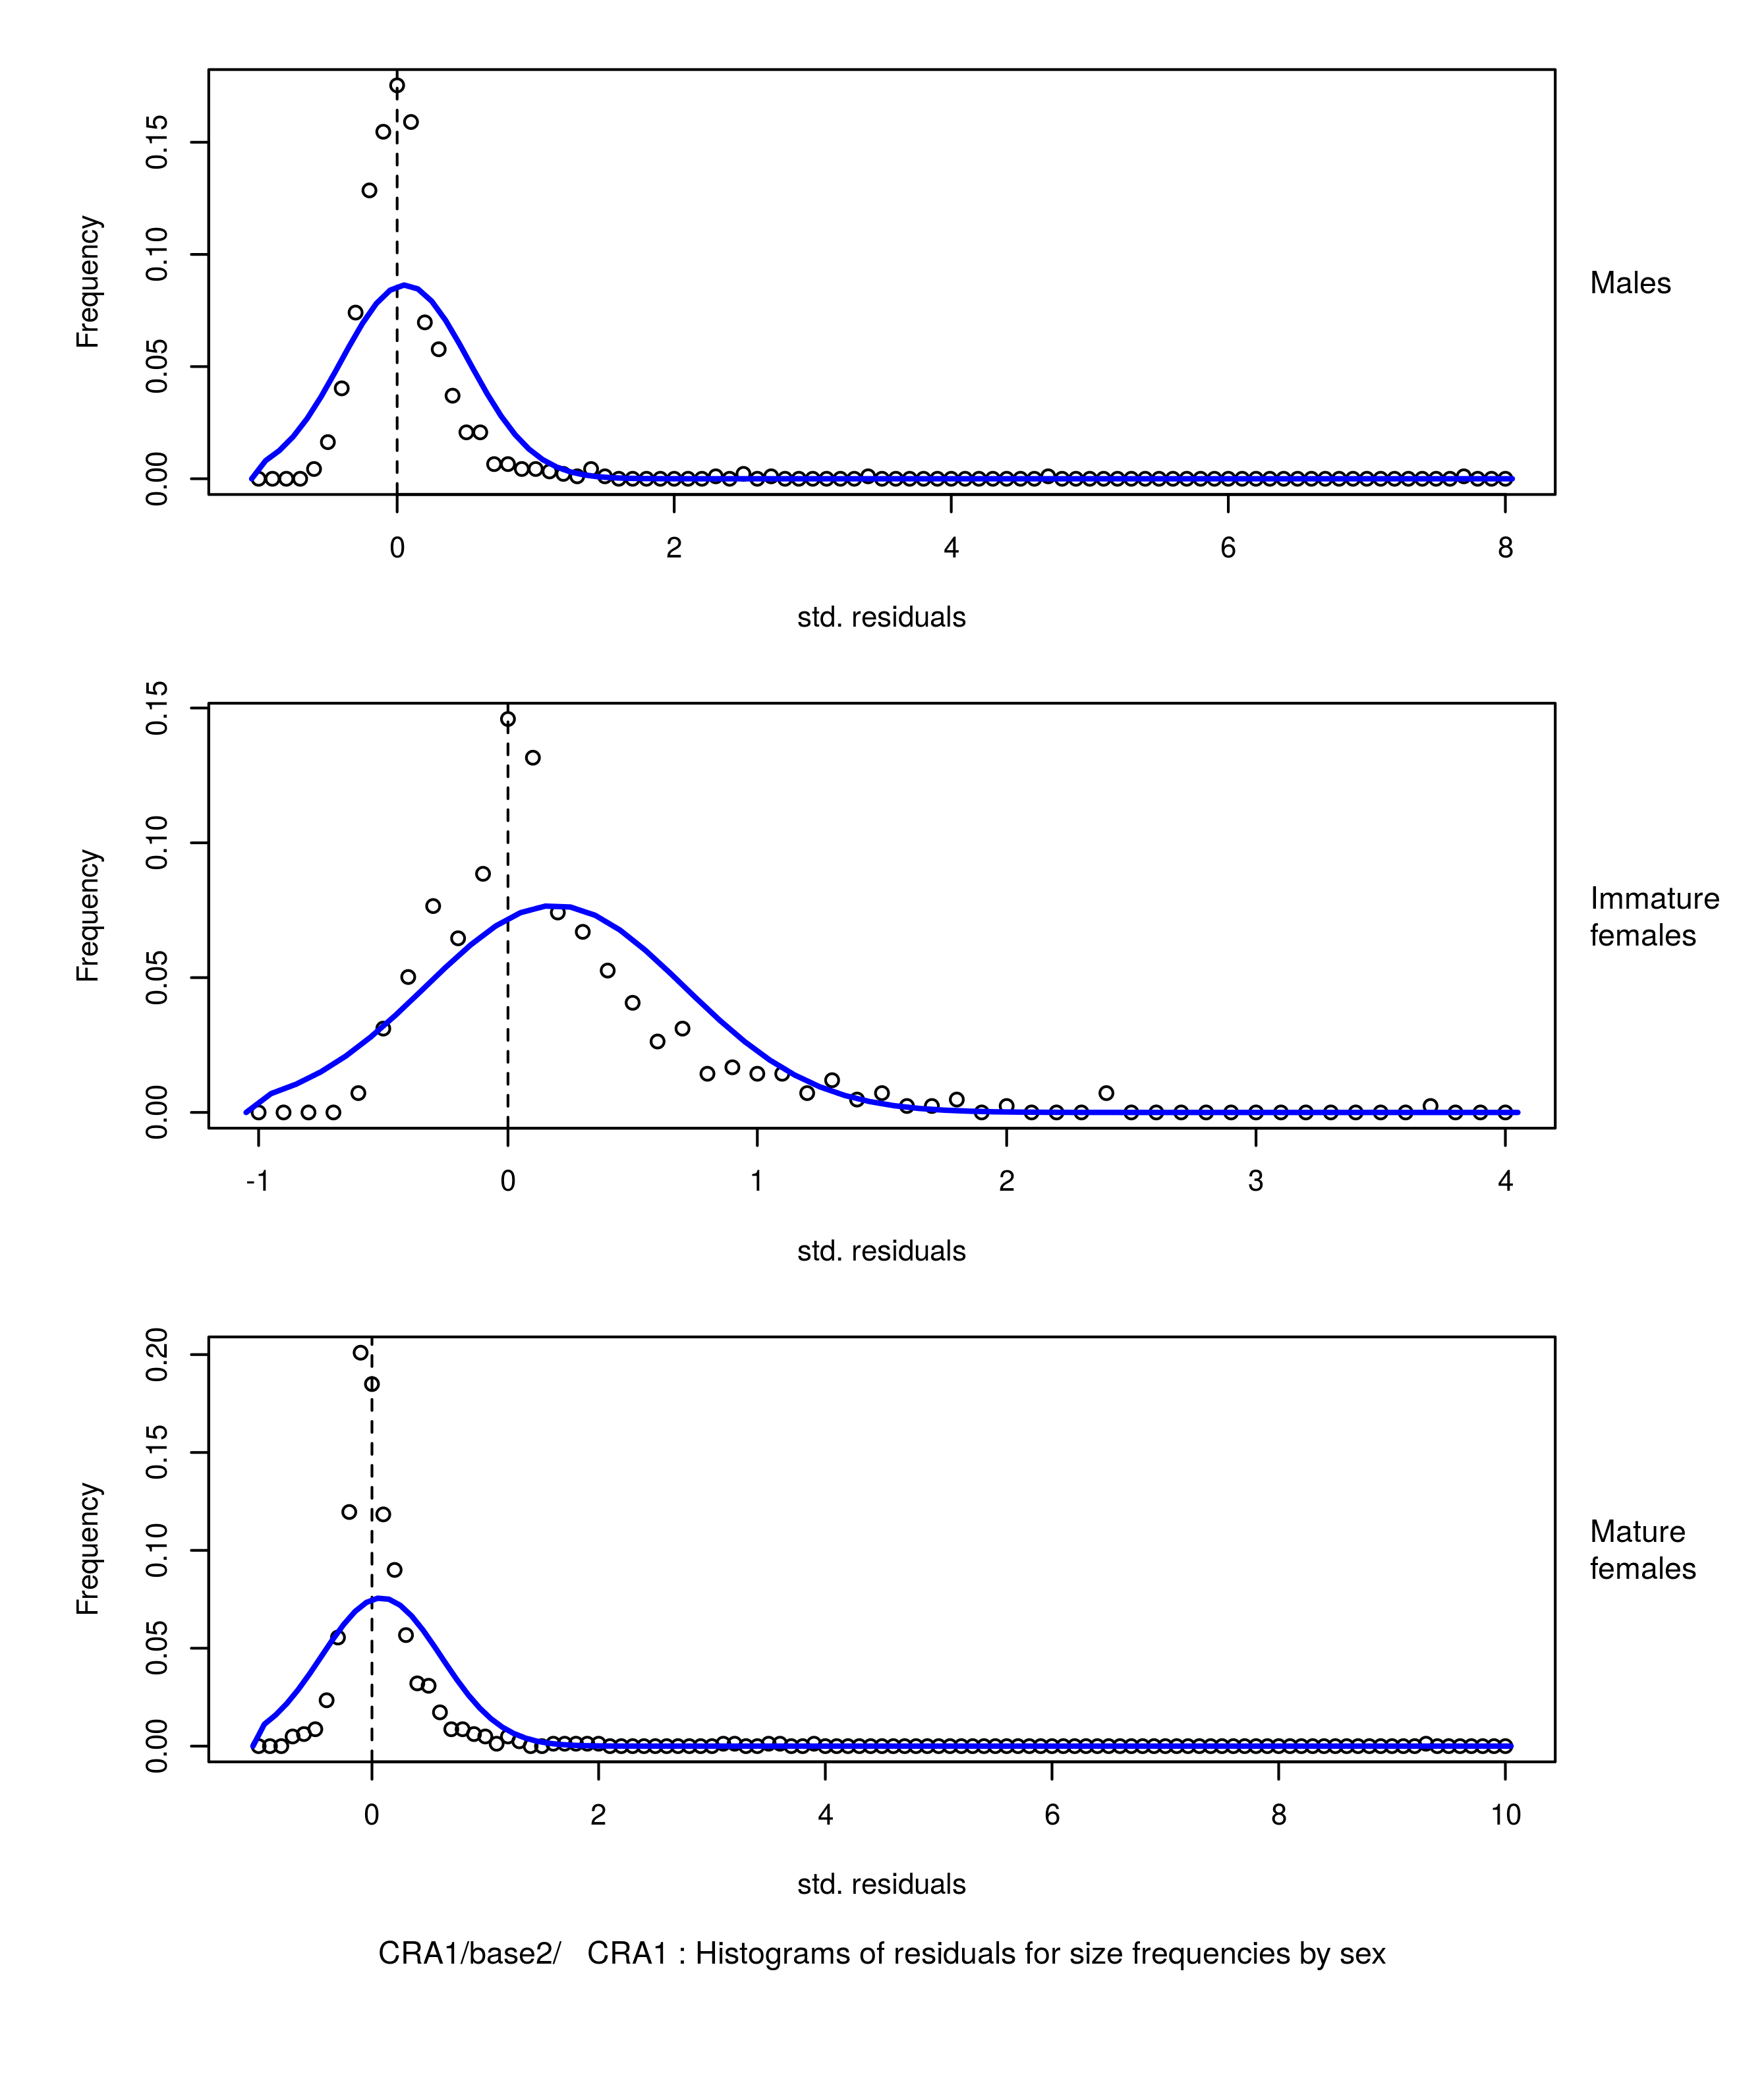 0.15
0.10
0.05
0.00
Frequency
Males
0 2 4 6 8
std. residuals
0.15
0.10
0.05
0.00
Frequency
Immature
females
-1 0 1 2 3 4
std. residuals
0.20
0.15
0.10
0.05
0.00
Frequency
Mature
females
0 2 4 6 8 10
std. residuals
CRA1/base2/ CRA1 : Histograms of residuals for size frequencies by sex